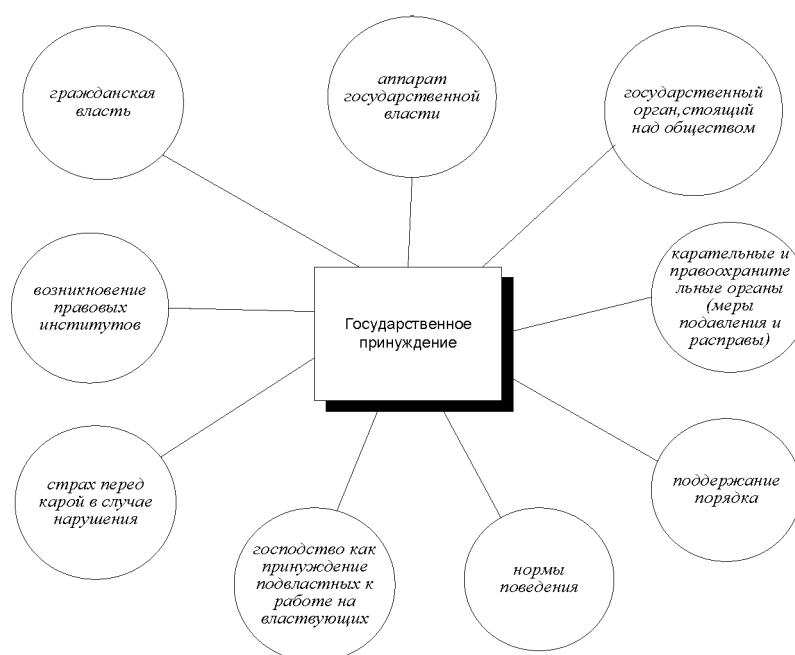 гражданская
власть
аппарат
государственной
власти
государственный
орган,стоящий
над обществом
возникновение
правовых
институтов
Государственное
принуждение
карательные и
правоохраните
льные органы
(меры
подавления и
расправы)
страх перед
карой в случае
нарушения
господство как
принуждение
подвластных к
работе на
властвующих
нормы
поведения
поддержание
порядка